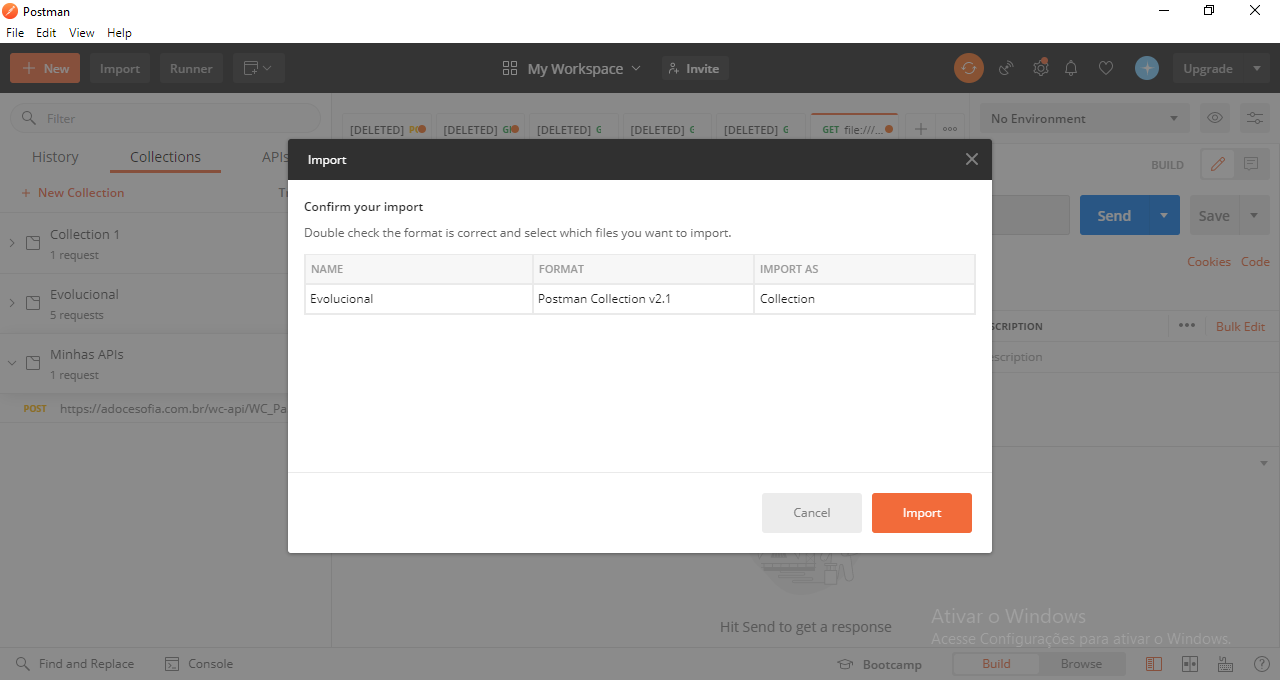 Postman
File Edit View Help
New Import Runner My Workspace Invite Upgrade
Filter
[DELETED] [DELETED] [DELETED] G [DELETED] G [DELETED] G GET file:///...
No Environment
History Collections APIs
+ New Collection
BUILD
Send Save
Cookies Code
Collection 1
1 request
Evolucional
5 requests
Minhas APIs
1 request
POST https://adocesofia.com.br/wc-api/WC_Pa
Bulk Edit
Import
Confirm your import
Double check the format is correct and select which files you want to import.
NAME FORMAT IMPORT AS
Evolucional Postman Collection v2.1 Collection
Cancel Import
Hit Send to get a response
Ativar o Windows
Acesse Configurações para ativar o Windows.
Find and Replace Console Bootcamp Build Browse